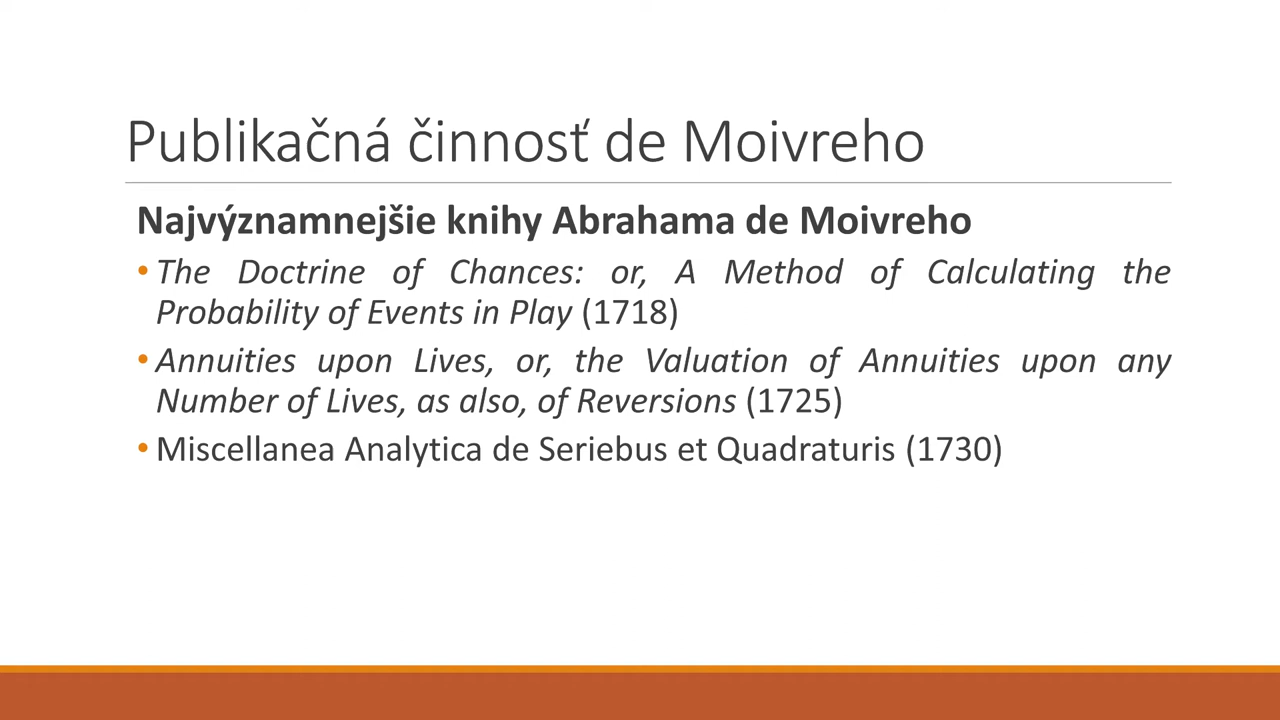 Publikačná činnosť de Moivreho
Najvýznamnejšie knihy Abrahama de Moivreho
• The Doctrine of Chances: or, A Method of Calculating the
Probability of Events in Play (1718)
• Annuities upon Lives, or, the Valuation of Annuities upon any
Number of Lives, as also, of Reversions (1725)
• Miscellanea Analytica de Seriebus et Quadraturis (1730)